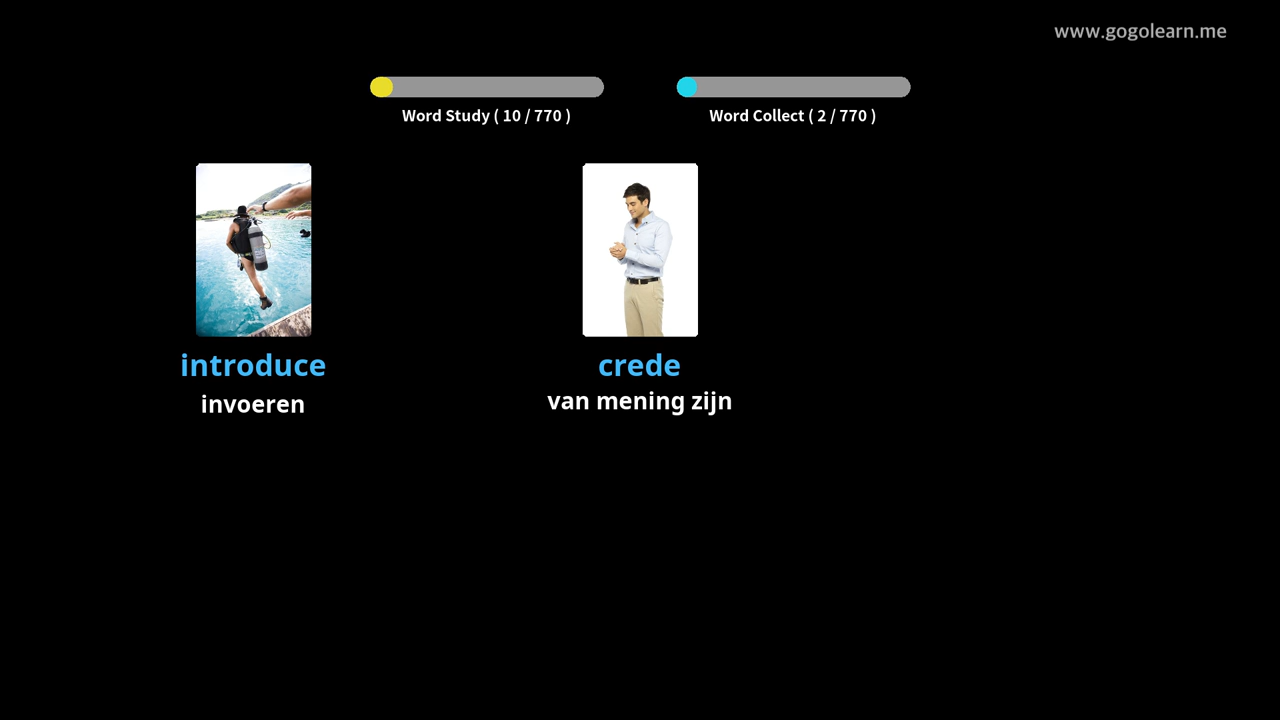 www.gogolearn.me
Word Study ( 10 / 770 )
Word Collect ( 2 / 770 )
introduce
invoeren
crede
van mening zijn